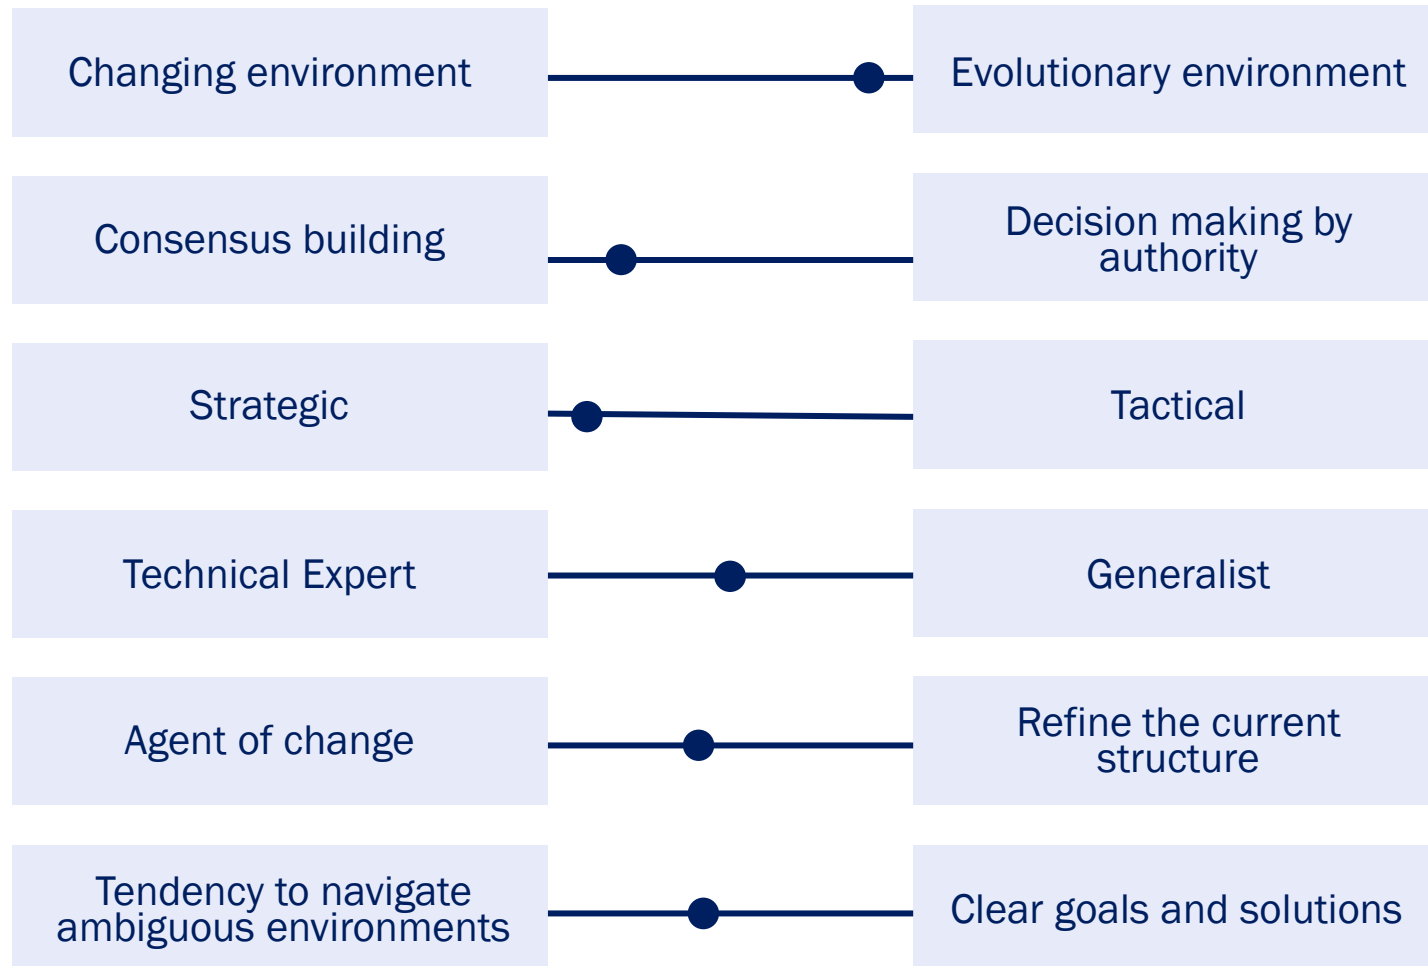 Changing environment
Evolutionary environment
Consensus building
Decision making by
authority
Strategic
Tactical
Technical Expert
Generalist
Agent of change
Refine the current
structure
Tendency to navigate
ambiguous environments
Clear goals and solutions